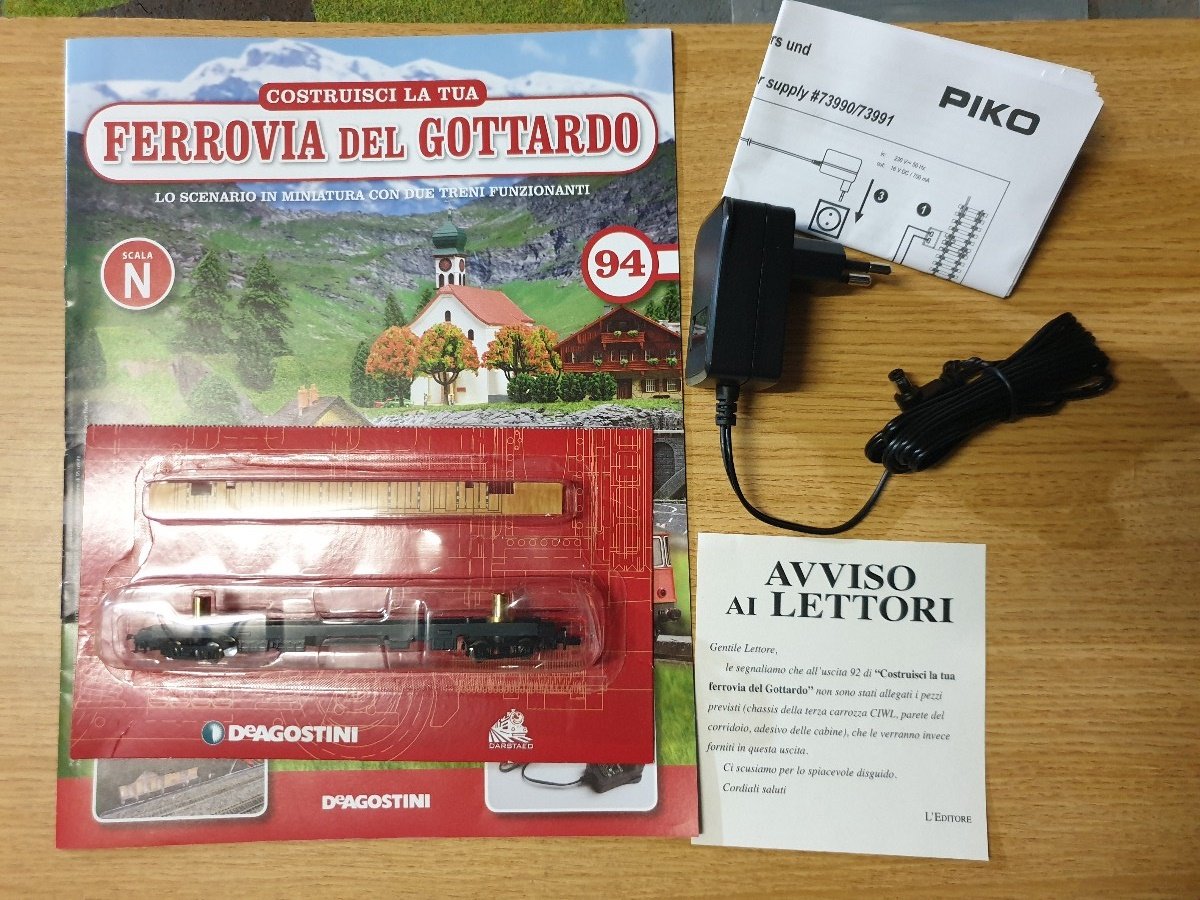 COSTRUISCI LA TUA
FERROVIA DEL GOTTARDO
LO SCENARIO IN MINIATURA CON DUE TRENI FUNZIONANTI
SCALA
N
94
DEAGOSTINI
DARSTAED
DEAGOSTINI
rs und
supply #73990/73991
PIKO
3
1
AVVISO
AI LETTORI
Gentile Lettore,
le segnaliamo che all'uscita 92 di "Costruisci la tua
ferrovia del Gottardo" non sono stati allegati i pezzi
previsti (chassis della terza carrozza CIWL, parete del
corridoio, adesivo delle cabine), che le verranno invece
forniti in questa uscita.
Ci scusiamo per lo spiacevole disguido.
Cordiali saluti
L'EDITORE